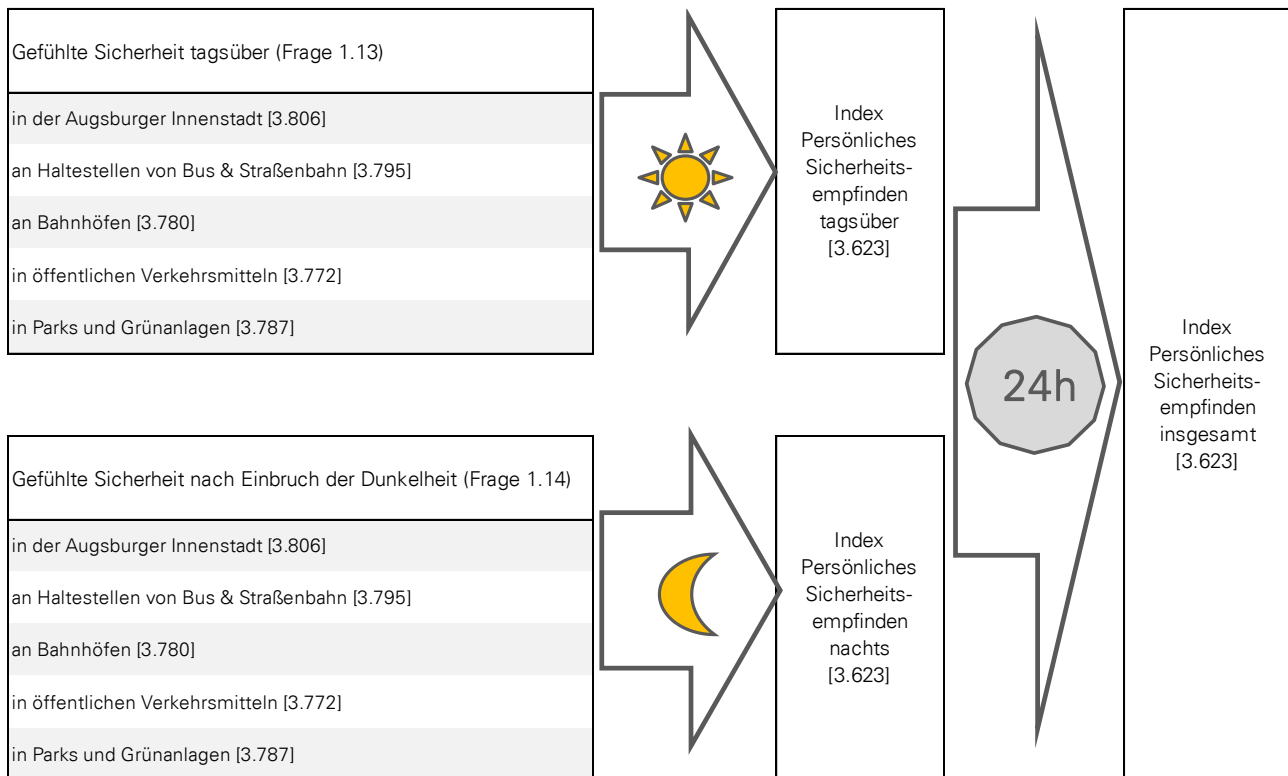 Gefühlte Sicherheit tagsüber (Frage 1.13)
in der Augsburger Innenstadt [3.806]
an Haltestellen von Bus & Straßenbahn [3.795]
an Bahnhöfen [3.780]
in öffentlichen Verkehrsmitteln [3.772]
in Parks und Grünanlagen [3.787]
Index
Persönliches
Sicherheits-
empfinden
tagsüber
[3.623]
Gefühlte Sicherheit nach Einbruch der Dunkelheit (Frage 1.14)
in der Augsburger Innenstadt [3.806]
an Haltestellen von Bus & Straßenbahn [3.795]
an Bahnhöfen [3.780]
in öffentlichen Verkehrsmitteln [3.772]
in Parks und Grünanlagen [3.787]
Index
Persönliches
Sicherheits-
empfinden
nachts
[3.623]
24h
Index
Persönliches
Sicherheits-
empfinden
insgesamt
[3.623]